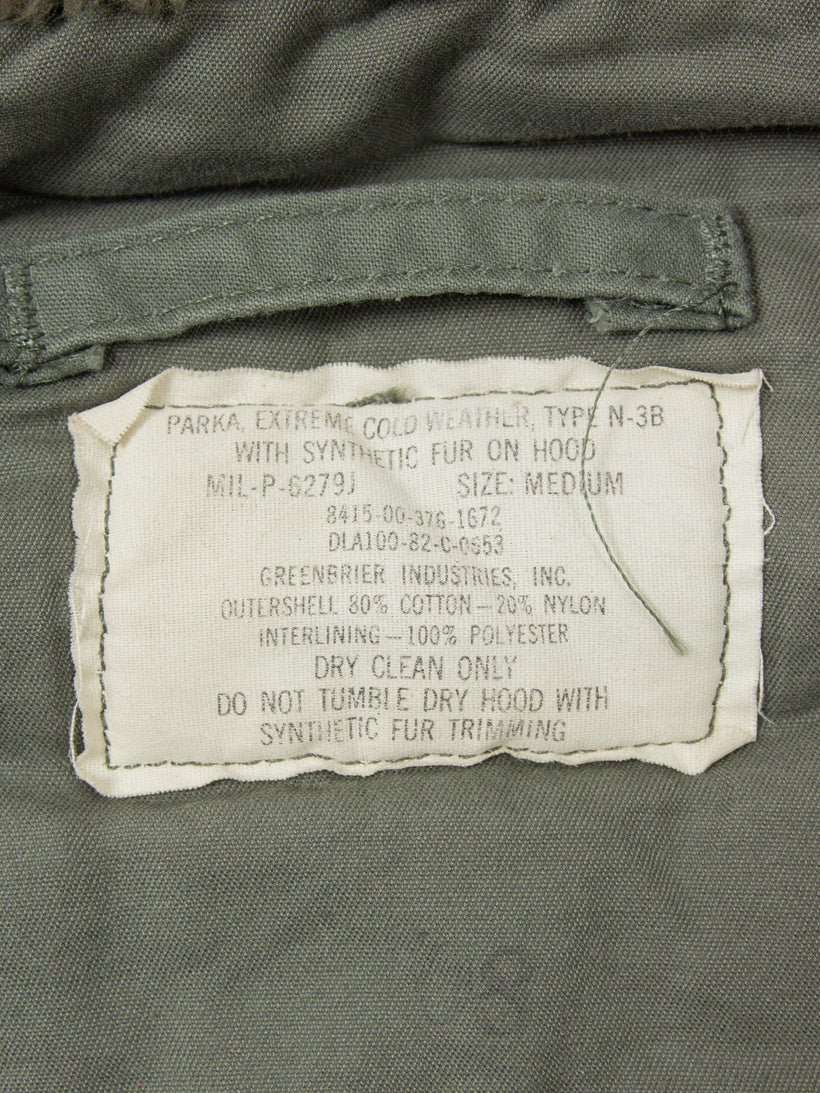 PARKA, EXTREME COLD WEATHER, TYPE N-3B
WITH SYNTHETIC FUR ON HOOD
MIL-P-6279J SIZE: MEDIUM
8415-00-376-1672
DLA100-82-C-0653
GREENBRIER INDUSTRIES, INC.
OUTERSHELL 80% COTTON—20% NYLON
INTERLINING—100% POLYESTER
DRY CLEAN ONLY
DO NOT TUMBLE DRY HOOD WITH
SYNTHETIC FUR TRIMMING